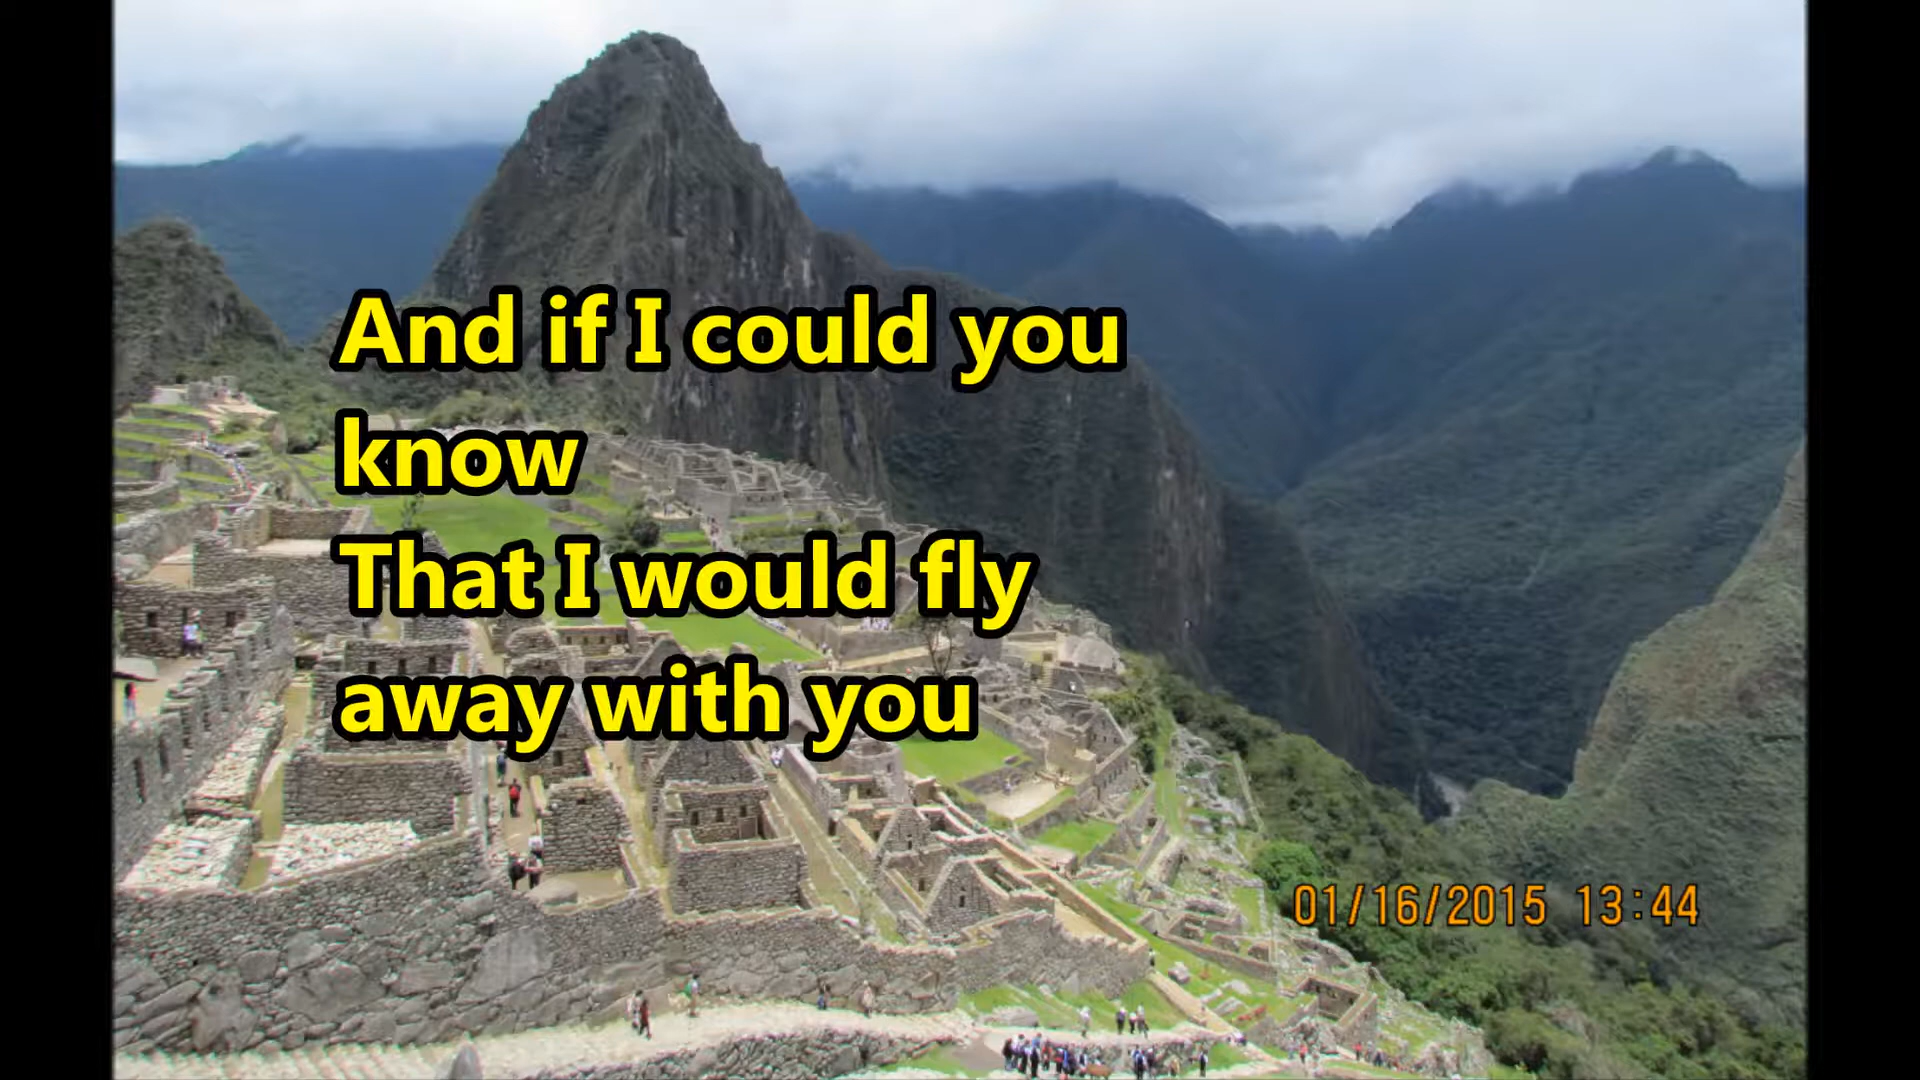 And if I could you
know
That I would fly
away with you
01/16/2015 13:44